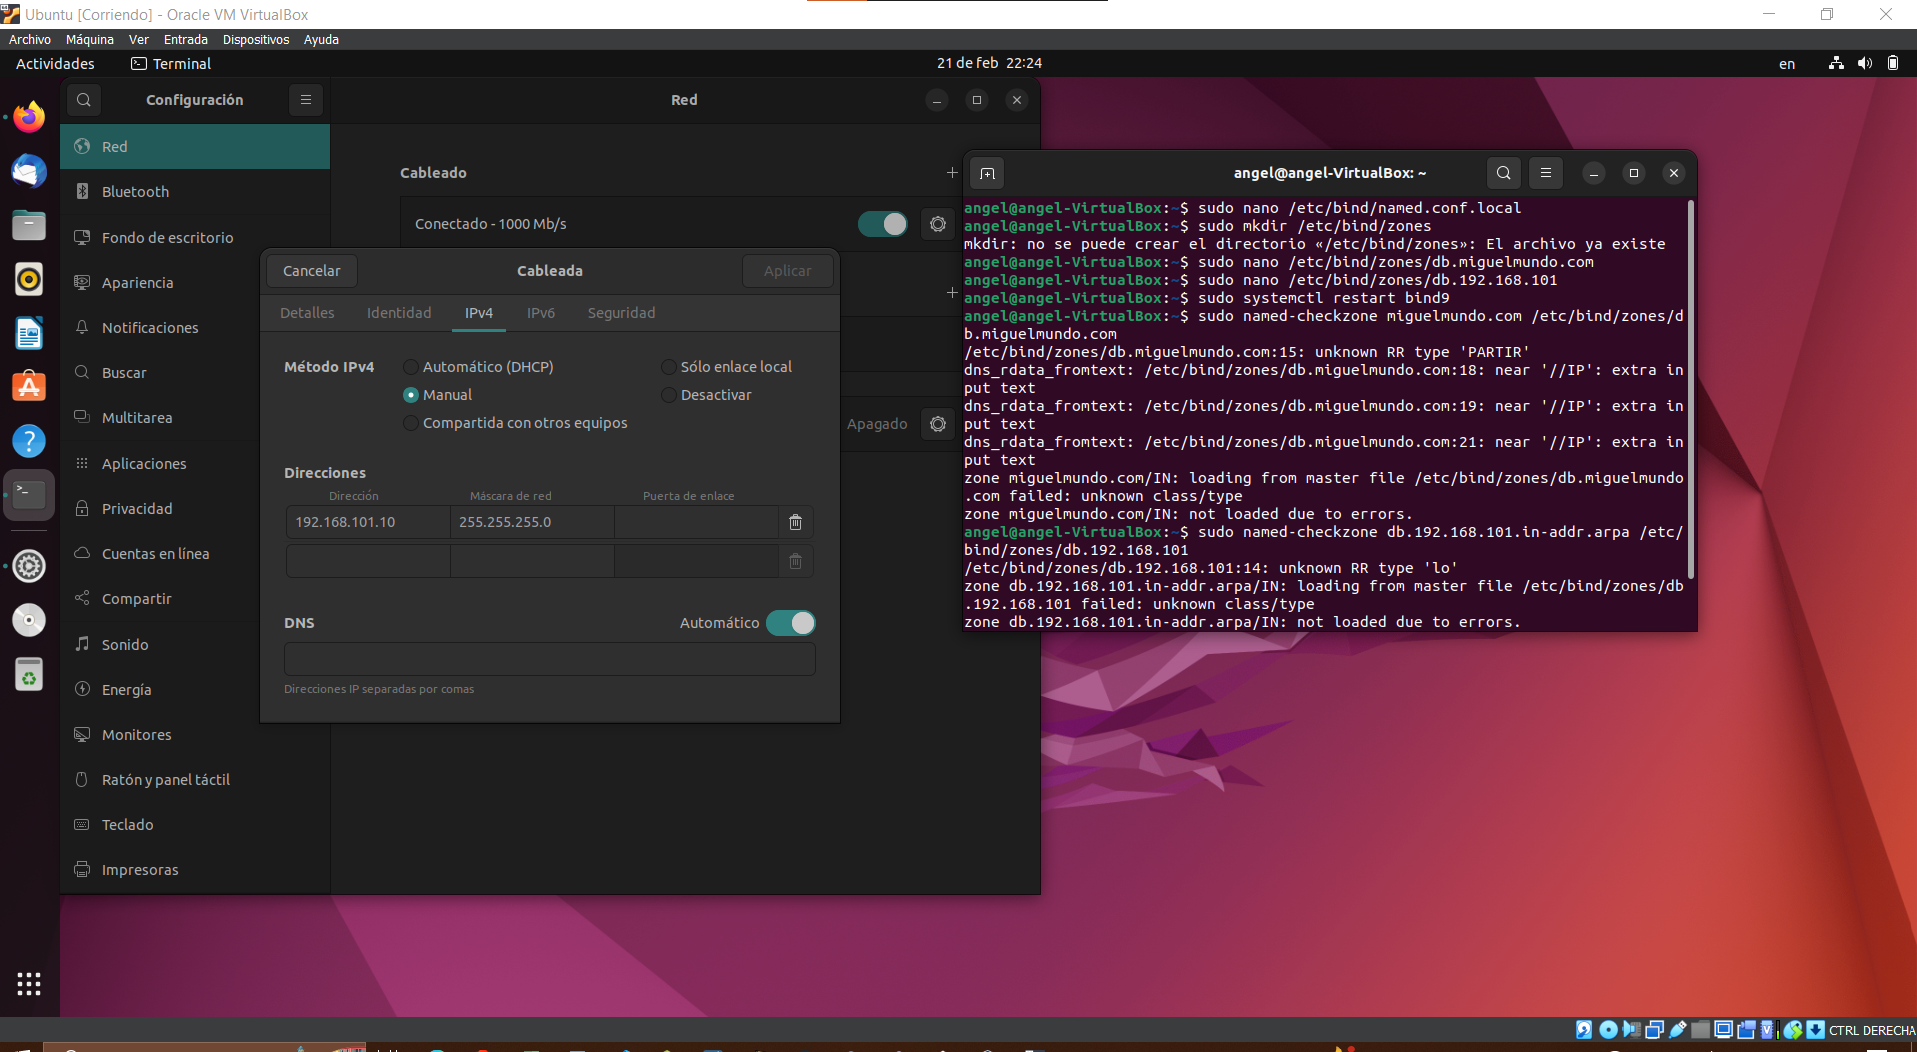 Ubuntu [Corriendo] - Oracle VM VirtualBox
Archivo Máquina Ver Entrada Dispositivos Ayuda
Actividades Terminal 21 de feb 22:24 en
Configuración
Red
Bluetooth
Fondo de escritorio
Apariencia
Notificaciones
Buscar
Multitarea
Aplicaciones
Privacidad
Cuentas en línea
Compartir
Sonido
Energía
Monitores
Ratón y panel táctil
Teclado
Impresoras
Red
Cableado
Conectado - 1000 Mb/s
Apagado
Cancelar Cableada Aplicar
Detalles Identidad IPv4 IPv6 Seguridad
Método IPv4 Automático (DHCP) Sólo enlace local
Manual Desactivar
Compartida con otros equipos
Direcciones
Dirección Máscara de red Puerta de enlace
192.168.101.10 255.255.255.0
DNS Automático
Direcciones IP separadas por comas
angel@angel-VirtualBox: ~
angel@angel-VirtualBox:~$ sudo nano /etc/bind/named.conf.local
angel@angel-VirtualBox:~$ sudo mkdir /etc/bind/zones
mkdir: no se puede crear el directorio «/etc/bind/zones»: El archivo ya existe
angel@angel-VirtualBox:~$ sudo nano /etc/bind/zones/db.miguelmundo.com
angel@angel-VirtualBox:~$ sudo nano /etc/bind/zones/db.192.168.101
angel@angel-VirtualBox:~$ sudo systemctl restart bind9
angel@angel-VirtualBox:~$ sudo named-checkzone miguelmundo.com /etc/bind/zones/d
b.miguelmundo.com
/etc/bind/zones/db.miguelmundo.com:15: unknown RR type 'PARTIR'
dns_rdata_fromtext: /etc/bind/zones/db.miguelmundo.com:18: near '//IP': extra in
put text
dns_rdata_fromtext: /etc/bind/zones/db.miguelmundo.com:19: near '//IP': extra in
put text
dns_rdata_fromtext: /etc/bind/zones/db.miguelmundo.com:21: near '//IP': extra in
put text
zone miguelmundo.com/IN: loading from master file /etc/bind/zones/db.miguelmundo
.com failed: unknown class/type
zone miguelmundo.com/IN: not loaded due to errors.
angel@angel-VirtualBox:~$ sudo named-checkzone db.192.168.101.in-addr.arpa /etc/
bind/zones/db.192.168.101
/etc/bind/zones/db.192.168.101:14: unknown RR type 'lo'
zone db.192.168.101.in-addr.arpa/IN: loading from master file /etc/bind/zones/db
.192.168.101 failed: unknown class/type
zone db.192.168.101.in-addr.arpa/IN: not loaded due to errors.
CTRL DERECHA